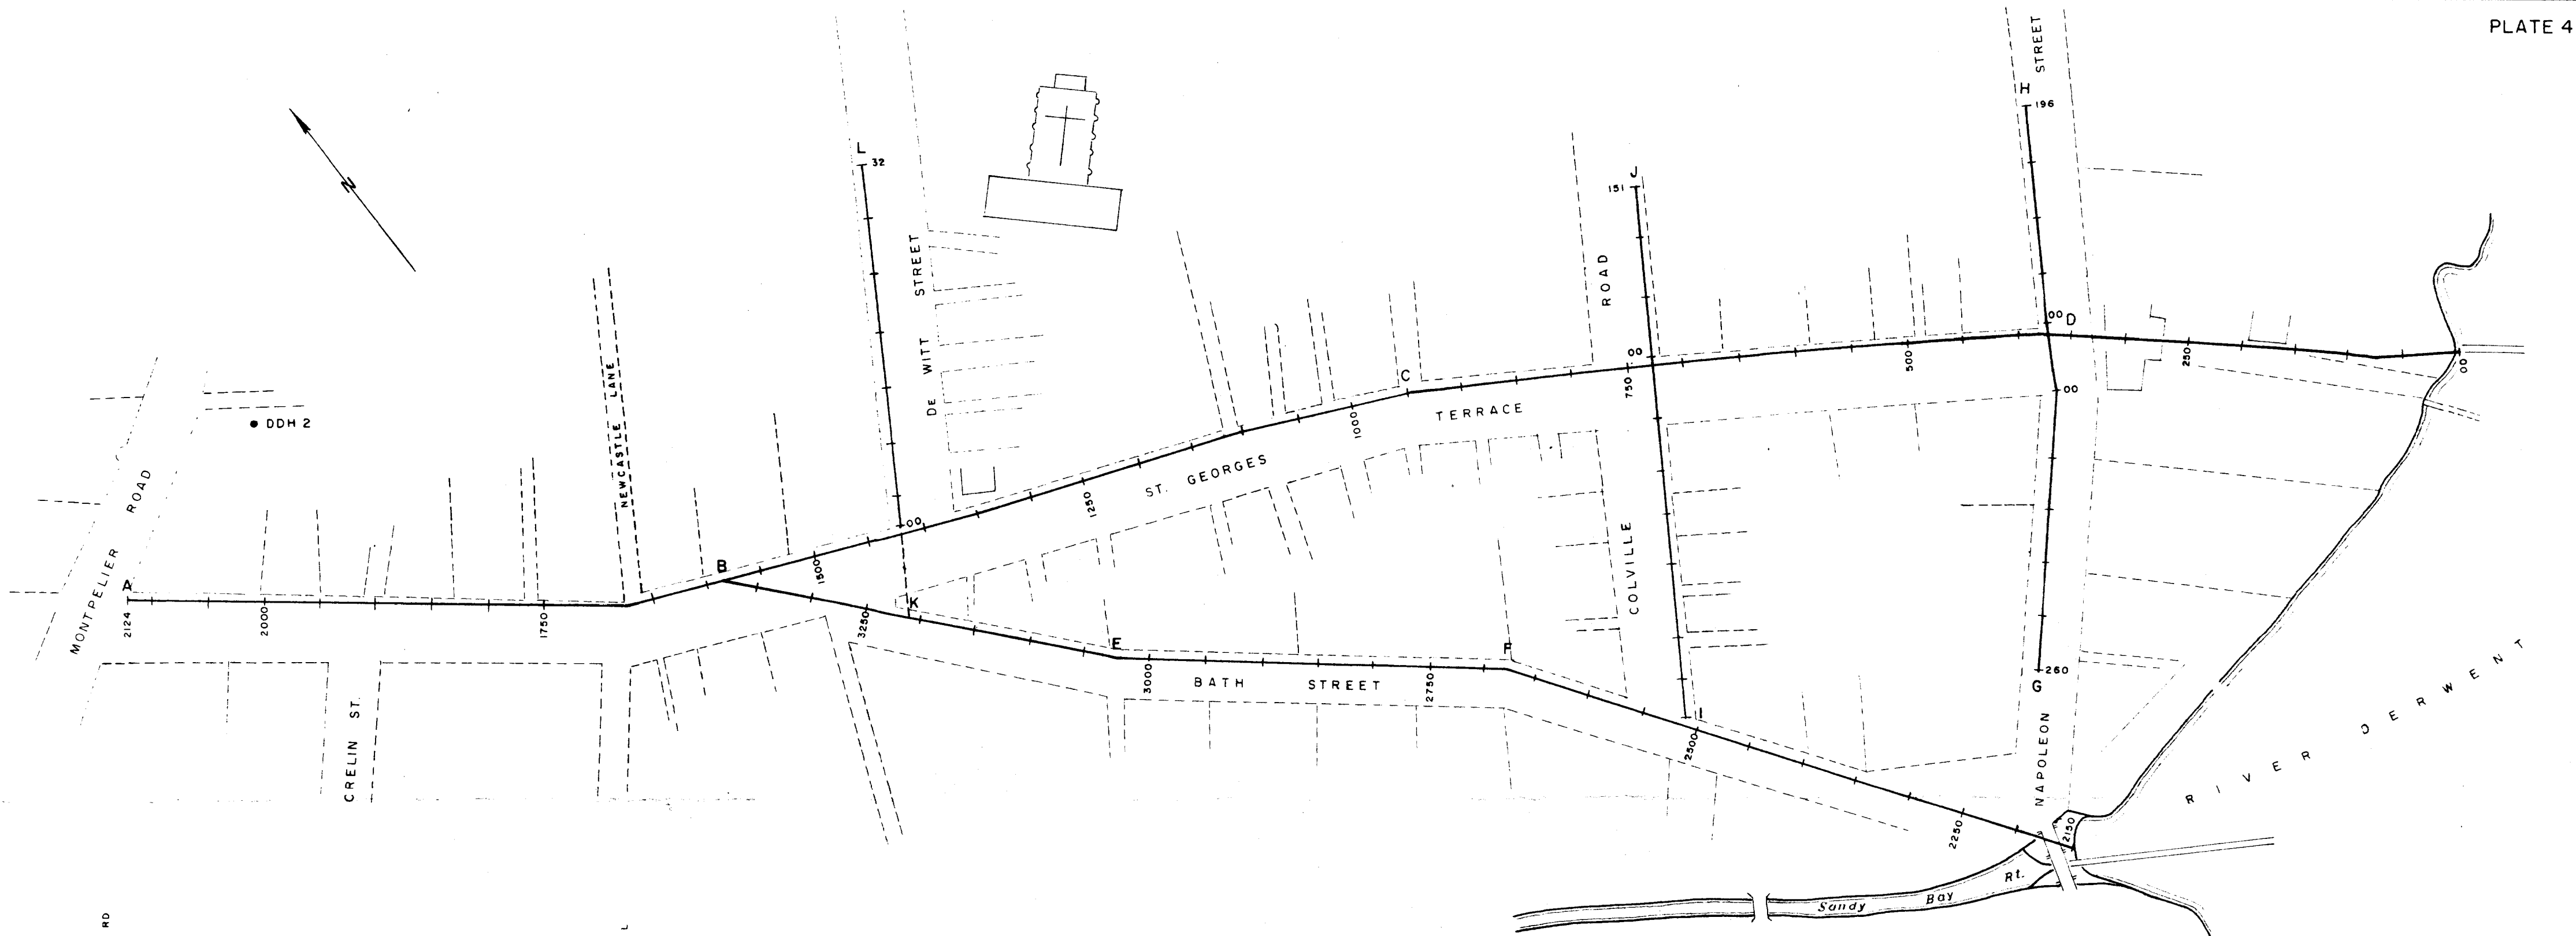 PLATE 4
STREET
H
196
N
L
32
J
151
DE WITT STREET
ROAD
00
D
00
750
500
250
00
00
C
1000
TERRACE
NEWCASTLE LANE
DDH 2
MONTPELIER ROAD
ST. GEORGES
1250
00
1500
B
A
2124
2000
1750
K
3250
COLVILLE
E
3000
BATH STREET
2750
F
260
G
I
2500
NAPOLEON
CRELIN ST.
RIVER DERWENT
2250
2150
Sandy Bay Rt.
RD
L